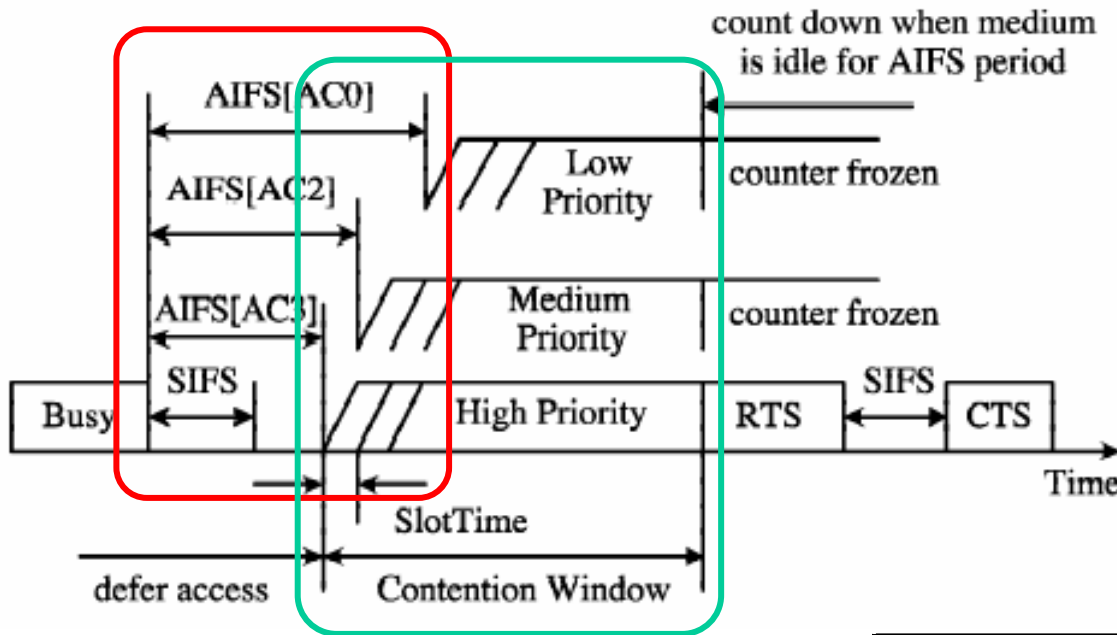 count down when medium
is idle for AIFS period
AIFS[AC0]
Low
Priority
counter frozen
AIFS[AC2]
Medium
Priority
counter frozen
AIFS[AC3]
Busy
SIFS
High Priority
RTS
SIFS
CTS
Time
SlotTime
defer access
Contention Window